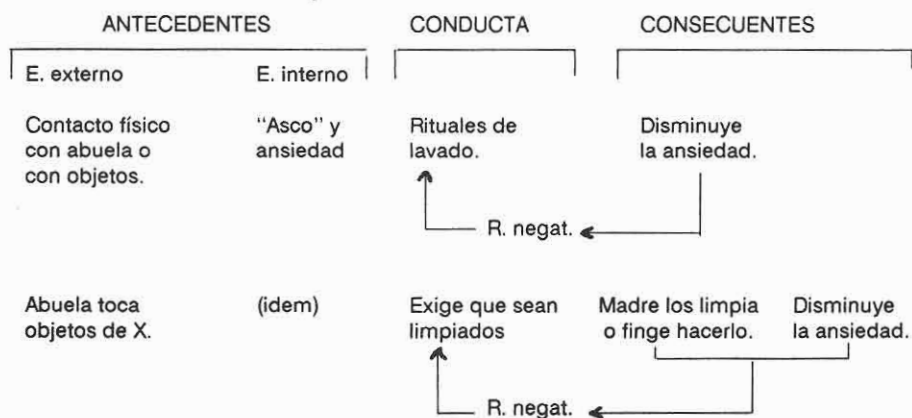 ANTECEDENTES CONDUCTA CONSECUENTES
E. externo E. interno
Contacto físico "Asco" y Rituales de Disminuye
con abuela o ansiedad lavado. la ansiedad.
con objetos.
R. negat.
Abuela toca (idem) Exige que sean Madre los limpia Disminuye
objetos de X. limpiados o finge hacerlo. la ansiedad.
R. negat.